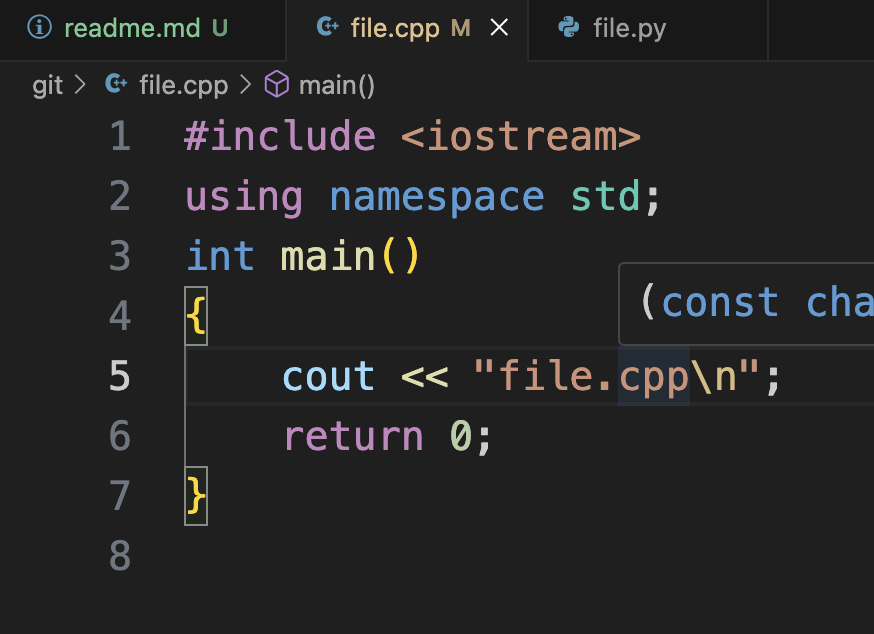 readme.md U file.cpp M file.py
git > file.cpp > main()
1 #include <iostream>
2 using namespace std;
3 int main()
4 {
(const cha
5 cout << "file.cpp\n";
6 return 0;
7 }
8